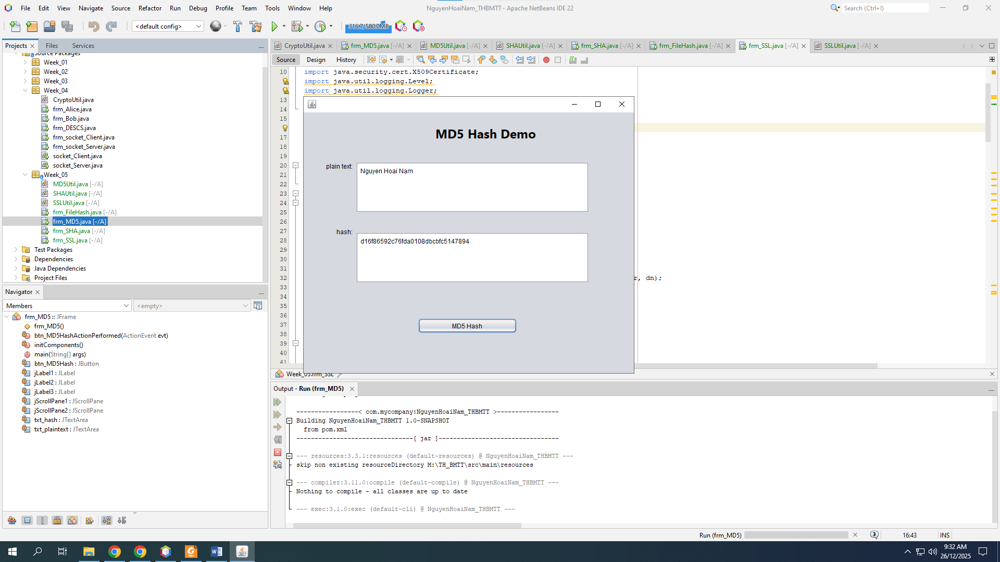 File Edit View Navigate Source Refactor Run Debug Profile Team Tools Window Help
NguyenHoaiNam_THBMTT - Apache NetBeans IDE 22
Search (Ctrl+I)
<default config>
316.7/580.0MB
Projects Files Services
Source Packages
Week_01
Week_02
Week_03
Week_04
CryptoUtil.java
frm_Alice.java
frm_Bob.java
frm_DESCS.java
frm_socket_Client.java
frm_socket_Server.java
socket_Client.java
socket_Server.java
Week_05
MD5Util.java [-/A]
SHAUtil.java [-/A]
SSLUtil.java [-/A]
frm_FileHash.java [-/A]
frm_MD5.java [-/A]
frm_SHA.java [-/A]
frm_SSL.java [-/A]
Test Packages
Dependencies
Java Dependencies
Project Files
Navigator
Members
<empty>
frm_MD5 :: JFrame
frm_MD5()
btn_MD5HashActionPerformed(ActionEvent evt)
initComponents()
main(String[] args)
btn_MD5Hash : JButton
jLabel1 : JLabel
jLabel2 : JLabel
jLabel3 : JLabel
jScrollPane1 : JScrollPane
jScrollPane2 : JScrollPane
txt_hash : JTextArea
txt_plaintext : JTextArea
CryptoUtil.java frm_MD5.java [-/A] MD5Util.java [-/A] SHAUtil.java [-/A] frm_SHA.java [-/A] frm_FileHash.java [-/A] frm_SSL.java [-/A] SSLUtil.java [-/A]
Source Design History
10 import java.security.cert.X509Certificate;
import java.util.logging.Level;
import java.util.logging.Logger;
13
14
15
17
18
19
20
21
22
23
24
25
26
27
28
29
30
31
32 r, dn);
33
34
35
36
37
38
39
40
41
MD5 Hash Demo
plain text:
Nguyen Hoai Nam
hash:
d16f86592c76fda0108dbcbfc5147894
MD5 Hash
Week_05.frm_SSL
Output - Run (frm_MD5)
-----------------< com.mycompany:NguyenHoaiNam_THBMTT >-----------------
Building NguyenHoaiNam_THBMTT 1.0-SNAPSHOT
from pom.xml
--------------------------------[ jar ]---------------------------------
--- resources:3.3.1:resources (default-resources) @ NguyenHoaiNam_THBMTT ---
skip non existing resourceDirectory M:\TH_BMTT\src\main\resources
--- compiler:3.11.0:compile (default-compile) @ NguyenHoaiNam_THBMTT ---
Nothing to compile - all classes are up to date
--- exec:3.1.0:exec (default-cli) @ NguyenHoaiNam_THBMTT ---
Run (frm_MD5)
3
16:43
INS
9:32 AM
26/12/2025